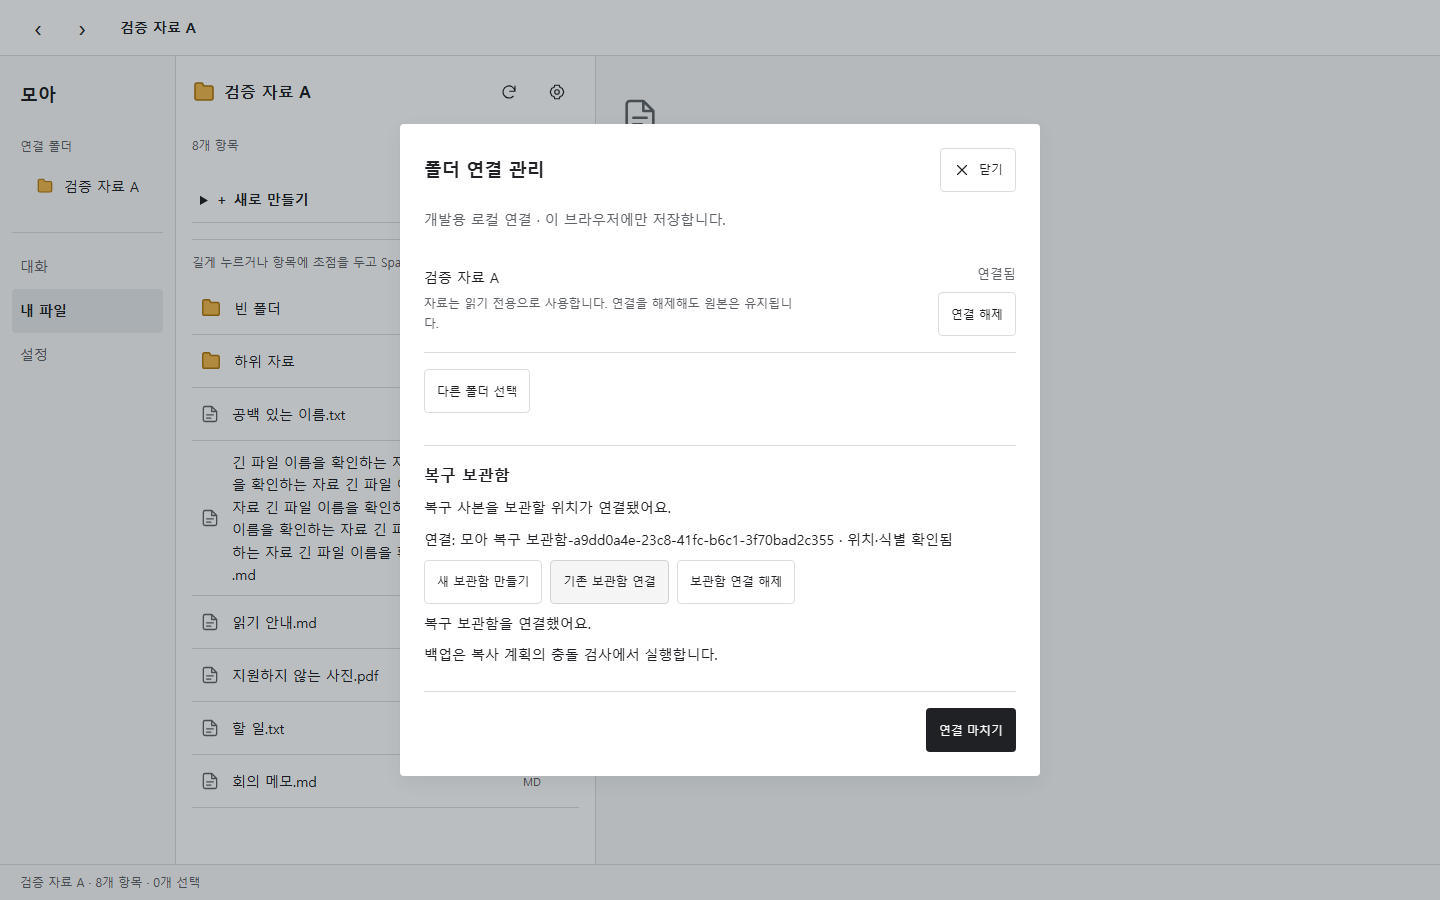 검증 자료 A
모아
연결 폴더
검증 자료 A
대화
내 파일
설정
검증 자료 A
8개 항목
+ 새로 만들기
길게 누르거나 항목에 초점을 두고 Spa
빈 폴더
하위 자료
공백 있는 이름.txt
긴 파일 이름을 확인하는
을 확인하는 자료 긴 파일
자료 긴 파일 이름을
이름을 확인하는 자료 긴
하는 자료 긴 파일 이름을
.md
읽기 안내.md
지원하지 않는 사진.pdf
할 일.txt
회의 메모.md
MD
폴더 연결 관리
닫기
개발용 로컬 연결 · 이 브라우저에만 저장합니다.
검증 자료 A
연결됨
자료는 읽기 전용으로 사용합니다. 연결을 해제해도 원본은 유지됩니
다.
연결 해제
다른 폴더 선택
복구 보관함
복구 사본을 보관할 위치가 연결됐어요.
연결: 모아 복구 보관함-a9dd0a4e-23c8-41fc-b6c1-3f70bad2c355 · 위치·식별 확인됨
새 보관함 만들기
기존 보관함 연결
보관함 연결 해제
복구 보관함을 연결했어요.
백업은 복사 계획의 충돌 검사에서 실행합니다.
연결 마치기
검증 자료 A · 8개 항목 · 0개 선택